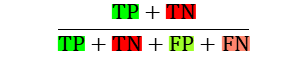 TP + TN
TP + TN + FP + FN